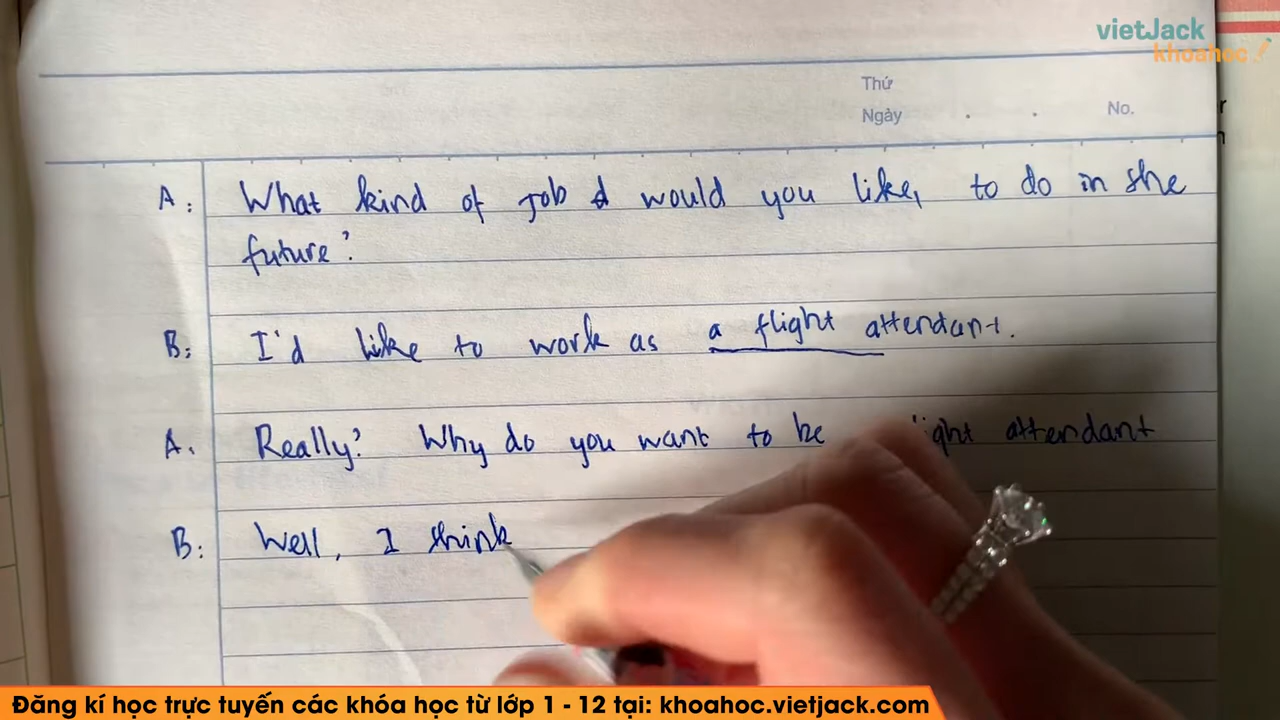 vietJack
khoahoc
Thứ
Ngày . . No.
A: What kind of job would you like, to do in the
future?
B: I'd like to work as a flight attendant.
A. Really? Why do you want to be attendant
B: Well, I think
Đăng kí học trực tuyến các khóa học từ lớp 1 - 12 tại: khoahoc.vietjack.com